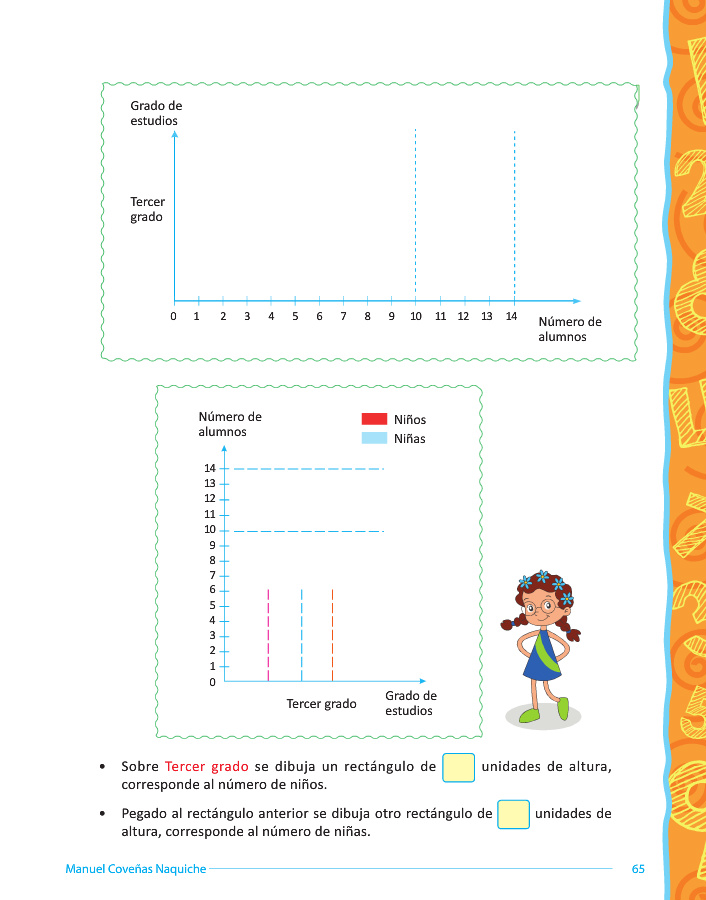 Grado de
estudios
Tercer
grado
0 1 2 3 4 5 6 7 8 9 10 11 12 13 14
Número de
alumnos
Número de
alumnos
Niños
Niñas
14
13
12
11
10
9
8
7
6
5
4
3
2
1
0
Tercer grado
Grado de
estudios
• Sobre Tercer grado se dibuja un rectángulo de unidades de altura,
corresponde al número de niños.
• Pegado al rectángulo anterior se dibuja otro rectángulo de unidades de
altura, corresponde al número de niñas.
Manuel Coveñas Naquiche 65